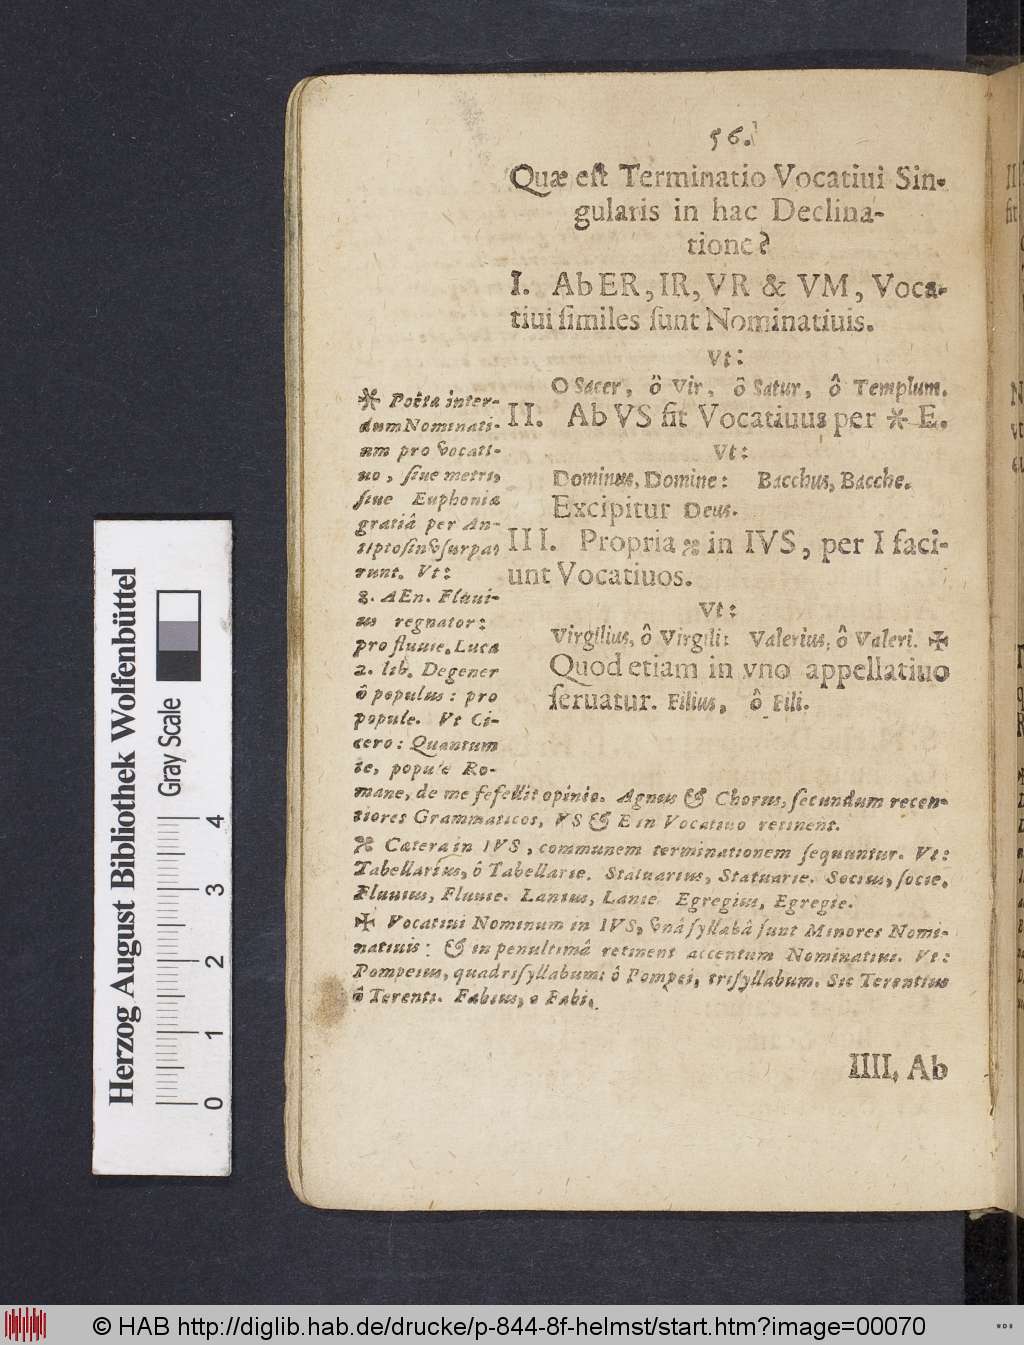 56.
Quæ eſt Terminatio Vocatiui Sin-
gularis in hac Declina-
tione?
I. Ab ER, IR, VR & VM, Voca-
tiui ſimiles ſunt Nominatiuis.
Vt:
O Sacer, ô Vir, ô Satur, ô Templum.
II. Ab VS fit Vocatiuus per ✻ E.
Vt:
Dominus, Domine: Bacchus, Bacche.
Excipitur Deus.
III. Propria ※ in IVS, per I faci-
unt Vocatiuos.
Vt:
Virgilius, ô Virgili: Valerius, ô Valeri. ✠
Quod etiam in vno appellatiuo
ſeruatur. Filius, ô Fili.
✻ Poëta inter-
dum Nominati-
um pro vocati-
uo, ſiue metri,
ſiue Euphoniæ
gratiâ per An-
tiptoſin vſurpa-
runt. Vt:
8. AEn. Fluui-
us regnator:
pro fluuie. Luca
2. lib. Degener
ô populus: pro
popule. Vt Ci-
cero: Quantum
te, popule Ro-
mane, de me fefellit opinio. Agnus & Chorus, ſecundum recen-
tiores Grammaticos, VS & E in Vocatiuo retinent.
※ Cætera in IVS, communem terminationem ſequuntur. Vt:
Tabellarius, ô Tabellarie. Statuarius, Statuarie. Socius, ſocie,
Fluuius, Fluuie. Lanius, Lanie. Egregius, Egregie.
✠ Vocatiui Nominum in IVS, vnâ ſyllabâ ſunt Minores Nomi-
natiuis: & in penultimâ retinent accentum Nominatiui. Vt:
Pompeius, quadriſyllabum: ô Pompei, triſyllabum. Sic Terentius
ô Terenti. Fabius, o Fabi.
IIII. Ab
Herzog August Bibliothek Wolfenbüttel
Gray Scale
0 1 2 3 4
© HAB http://diglib.hab.de/drucke/p-844-8f-helmst/start.htm?image=00070